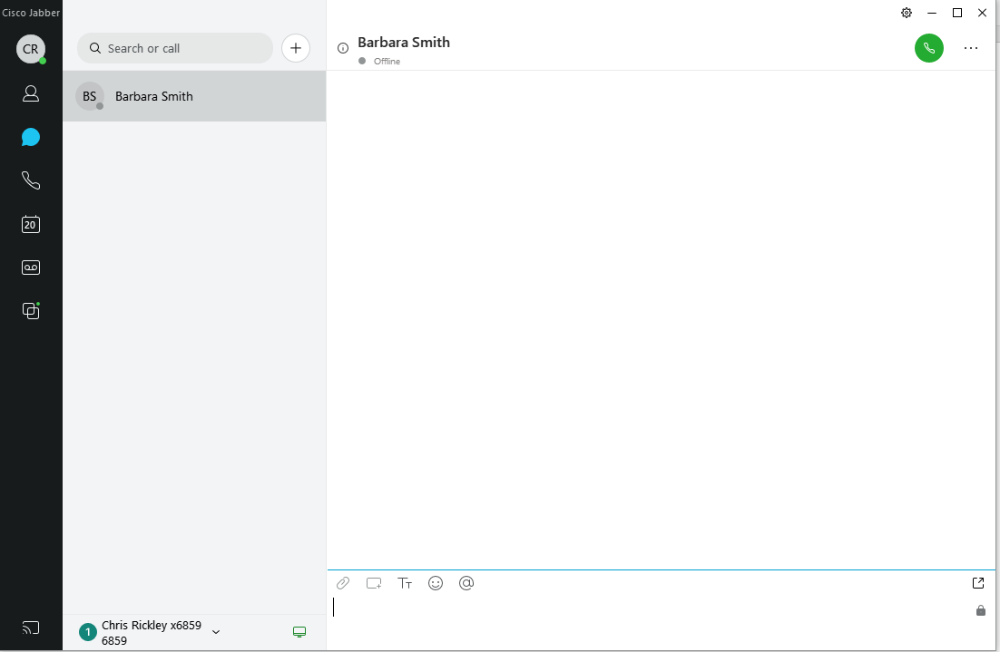 Cisco Jabber
CR
Search or call
Barbara Smith
Offline
BS
Barbara Smith
20
1
Chris Rickley x6859
6859